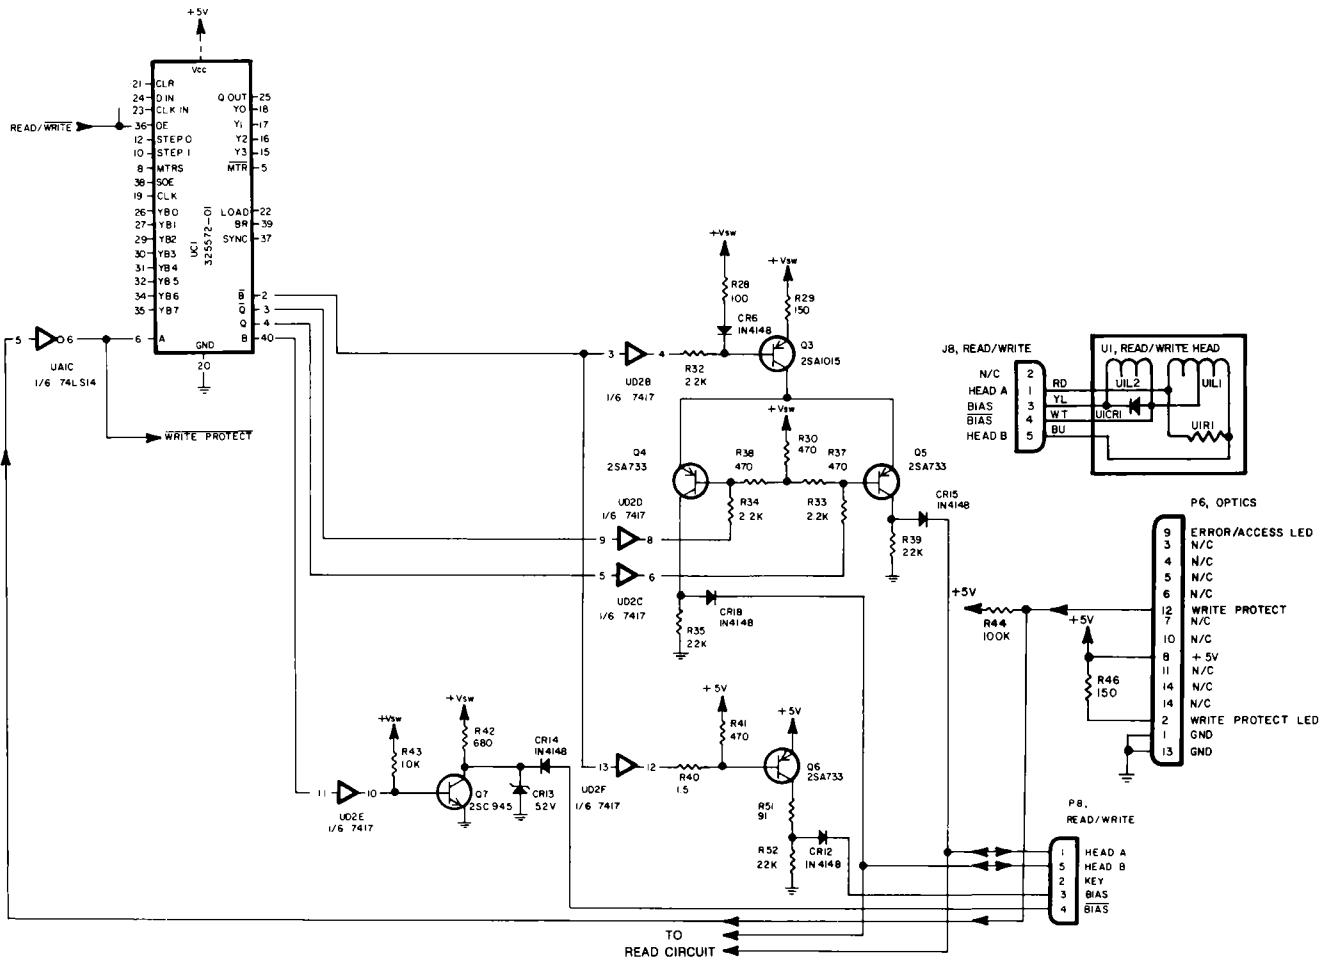 +5V
Vcc
21 CLR
24 D IN
23 CLK IN
36 OE
12 STEP 0
10 STEP 1
8 MTRS
38 SOE
19 CLK
26 YB0
27 YB1
29 YB2
30 YB3
31 YB4
32 YB5
34 YB6
35 YB7
6 A
Q OUT 25
Y0 18
Y1 17
Y2 16
Y3 15
MTR 5
LOAD 22
BR 39
SYNC 37
B 2
Q 3
Q 4
B 40
GND
20
UC1
325572-01
READ/WRITE
5 6
UA1C
1/6 74LS14
WRITE PROTECT
+Vsw
R28
100
CR6
IN4148
+Vsw
R29
150
Q3
2SA1015
3 4
UD2B
1/6 7417
R32
2.2K
+Vsw
R30
470
Q4
2SA733
R38
470
R37
470
Q5
2SA733
R34
2.2K
R33
2.2K
UD2D
1/6 7417
9 8
5 6
UD2C
1/6 7417
CR15
IN4148
R39
22K
CR18
IN4148
R35
22K
J8, READ/WRITE
N/C 2
HEAD A 1 RD
BIAS 3 YL
BIAS 4 WT
HEAD B 5 BU
U1, READ/WRITE HEAD
U1L2
U1L1
U1CR1
U1R1
P6, OPTICS
9 ERROR/ACCESS LED
3 N/C
4 N/C
5 N/C
6 N/C
12 WRITE PROTECT
7 N/C
10 N/C
8 +5V
11 N/C
14 N/C
14 N/C
2 WRITE PROTECT LED
1 GND
13 GND
+5V
R44
100K
+5V
R46
150
+Vsw
R43
10K
+Vsw
R42
680
CR14
IN4148
Q7
2SC945
CR13
5.2V
11 10
UD2E
1/6 7417
13 12
UD2F
1/6 7417
+5V
R41
470
R40
1.5
+5V
Q6
2SA733
R51
91
R52
22K
CR12
IN4148
P8,
READ/WRITE
1 HEAD A
5 HEAD B
2 KEY
3 BIAS
4 BIAS
TO
READ CIRCUIT